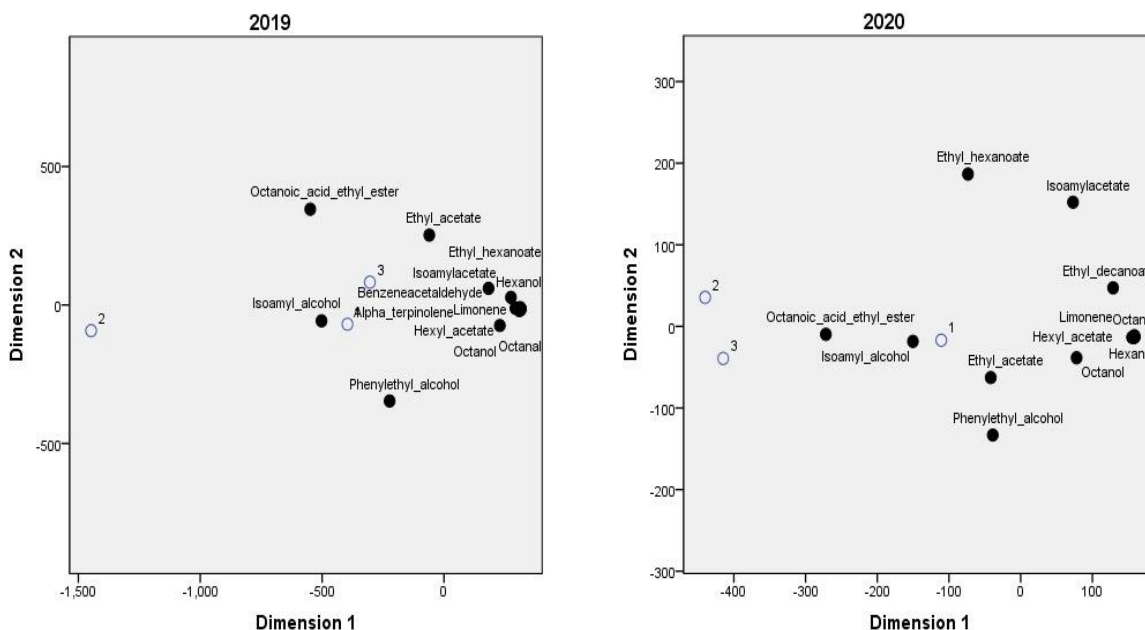 2019
500
0
-500
Dimension 2
Octanoic_acid_ethyl_ester
Ethyl_acetate
Ethyl_hexanoate
3
Isoamylacetate
Hexanol
Benzeneacetaldehyde
Isoamyl_alcohol
Alpha_terpinolene
Limonene
2
Hexyl_acetate
Octanol
Octanal
Phenylethyl_alcohol
-1,500
-1,000
-500
0
Dimension 1
2020
300
200
100
0
-100
-200
-300
Dimension 2
Ethyl_hexanoate
Isoamylacetate
Ethyl_decanoat
2
Octanoic_acid_ethyl_ester
1
Limonene
Octan
3
Isoamyl_alcohol
Hexyl_acetate
Ethyl_acetate
Hexan
Octanol
Phenylethyl_alcohol
-400
-300
-200
-100
0
100
Dimension 1